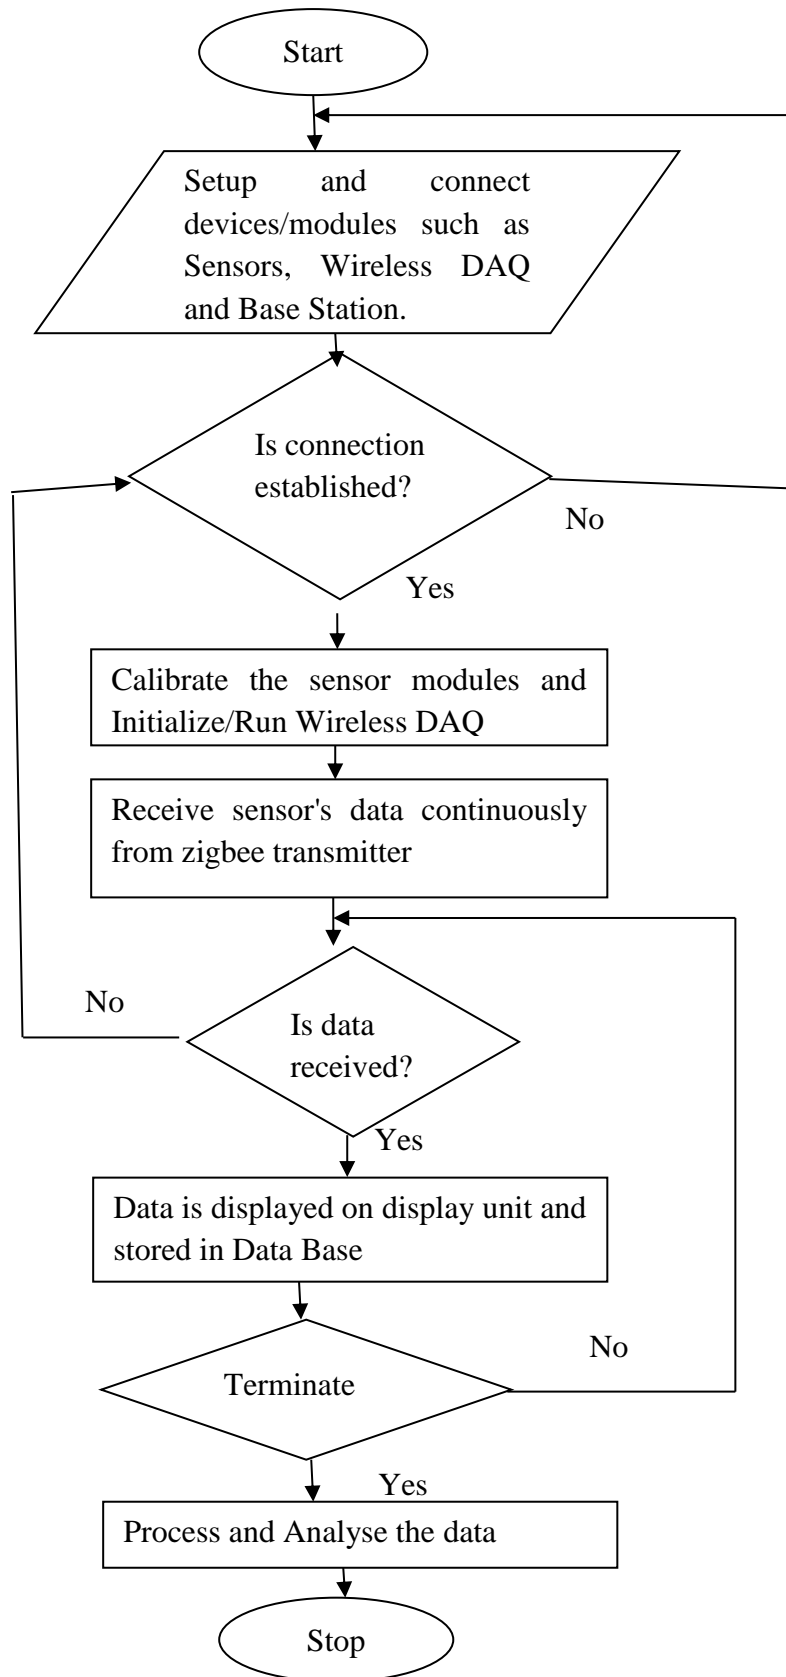 Start
Setup and connect
devices/modules such as
Sensors, Wireless DAQ
and Base Station.
Is connection
established?
No
Yes
Calibrate the sensor modules and
Initialize/Run Wireless DAQ
Receive sensor's data continuously
from zigbee transmitter
No
Is data
received?
Yes
Data is displayed on display unit and
stored in Data Base
No
Terminate
Yes
Process and Analyse the data
Stop